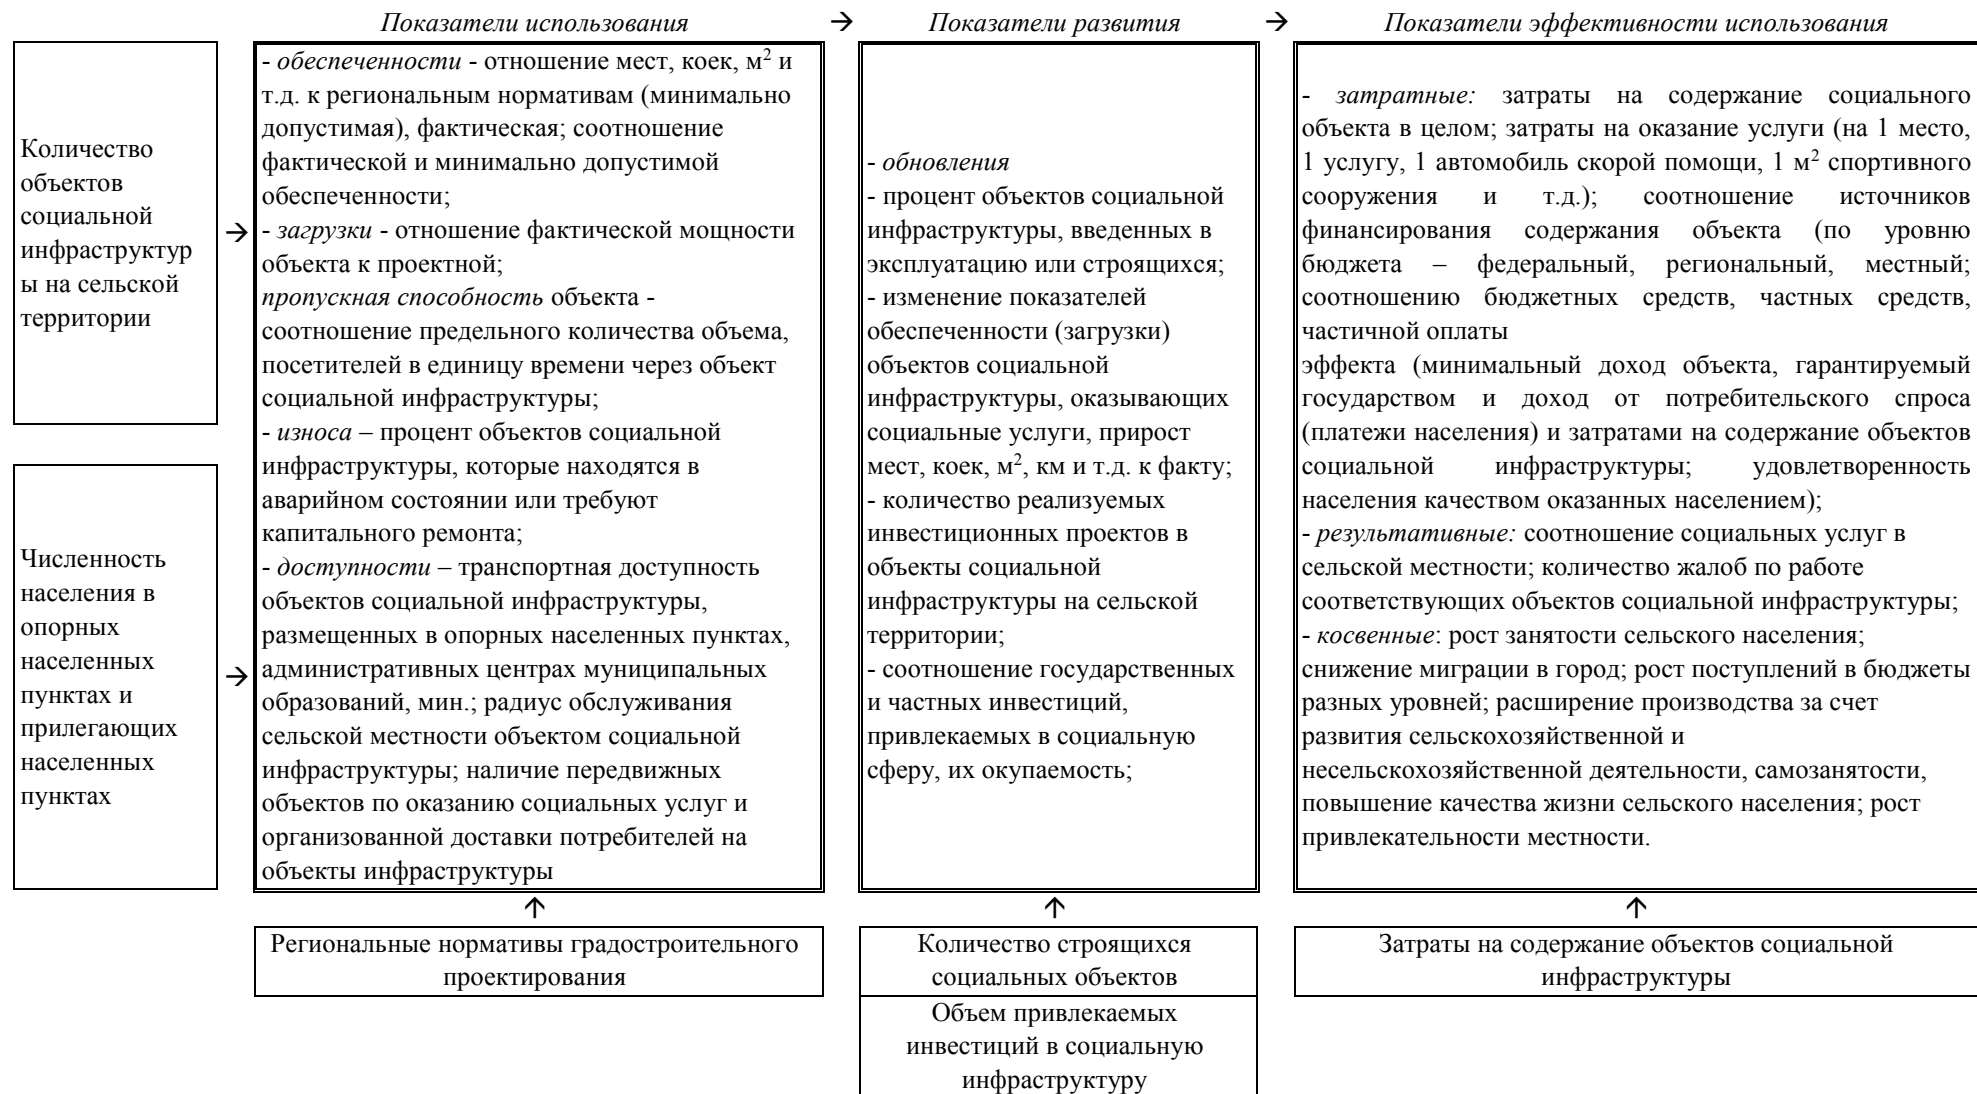 Показатели использования → Показатели развития → Показатели эффективности использования
Количество
объектов
социальной
инфраструктур
ы на сельской
территории
→
Численность
населения в
опорных
населенных
пунктах и
прилегающих
населенных
пунктах
→
- обеспеченности - отношение мест, коек, м² и
т.д. к региональным нормативам (минимально
допустимая), фактическая; соотношение
фактической и минимально допустимой
обеспеченности;
- загрузки - отношение фактической мощности
объекта к проектной;
пропускная способность объекта -
соотношение предельного количества объема,
посетителей в единицу времени через объект
социальной инфраструктуры;
- износа – процент объектов социальной
инфраструктуры, которые находятся в
аварийном состоянии или требуют
капитального ремонта;
- доступности – транспортная доступность
объектов социальной инфраструктуры,
размещенных в опорных населенных пунктах,
административных центрах муниципальных
образований, мин.; радиус обслуживания
сельской местности объектом социальной
инфраструктуры; наличие передвижных
объектов по оказанию социальных услуг и
организованной доставки потребителей на
объекты инфраструктуры
↑
Региональные нормативы градостроительного
проектирования
- обновления
- процент объектов социальной
инфраструктуры, введенных в
эксплуатацию или строящихся;
- изменение показателей
обеспеченности (загрузки)
объектов социальной
инфраструктуры, оказывающих
социальные услуги, прирост
мест, коек, м², км и т.д. к факту;
- количество реализуемых
инвестиционных проектов в
объекты социальной
инфраструктуры на сельской
территории;
- соотношение государственных
и частных инвестиций,
привлекаемых в социальную
сферу, их окупаемость;
↑
Количество строящихся
социальных объектов
Объем привлекаемых
инвестиций в социальную
инфраструктуру
- затратные: затраты на содержание социального
объекта в целом; затраты на оказание услуги (на 1 место,
1 услугу, 1 автомобиль скорой помощи, 1 м² спортивного
сооружения и т.д.); соотношение источников
финансирования содержания объекта (по уровню
бюджета – федеральный, региональный, местный;
соотношению бюджетных средств, частных средств,
частичной оплаты
эффекта (минимальный доход объекта, гарантируемый
государством и доход от потребительского спроса
(платежи населения) и затратами на содержание объектов
социальной инфраструктуры; удовлетворенность
населения качеством оказанных населением);
- результативные: соотношение социальных услуг в
сельской местности; количество жалоб по работе
соответствующих объектов социальной инфраструктуры;
- косвенные: рост занятости сельского населения;
снижение миграции в город; рост поступлений в бюджеты
разных уровней; расширение производства за счет
развития сельскохозяйственной и
несельскохозяйственной деятельности, самозанятости,
повышение качества жизни сельского населения; рост
привлекательности местности.
↑
Затраты на содержание объектов социальной
инфраструктуры